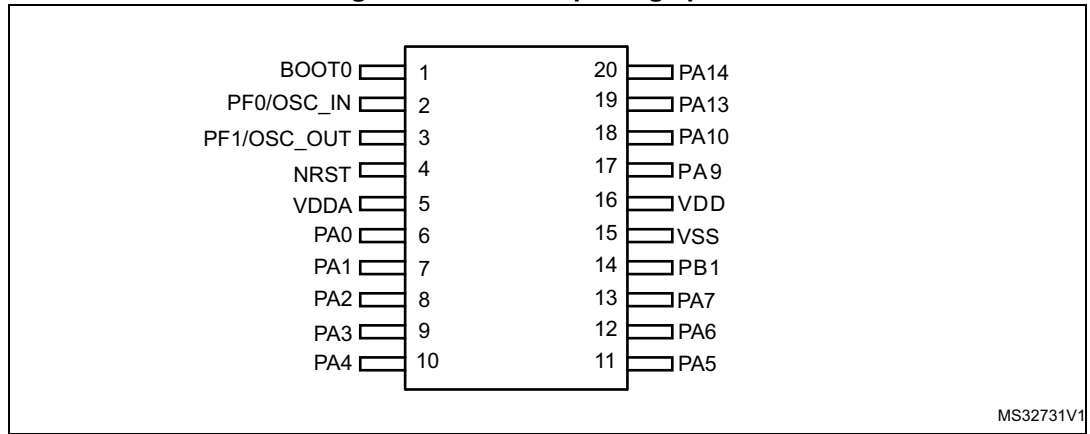 BOOT0 1 20 PA14
PF0/OSC_IN 2 19 PA13
PF1/OSC_OUT 3 18 PA10
NRST 4 17 PA9
VDDA 5 16 VDD
PA0 6 15 VSS
PA1 7 14 PB1
PA2 8 13 PA7
PA3 9 12 PA6
PA4 10 11 PA5
MS32731V1